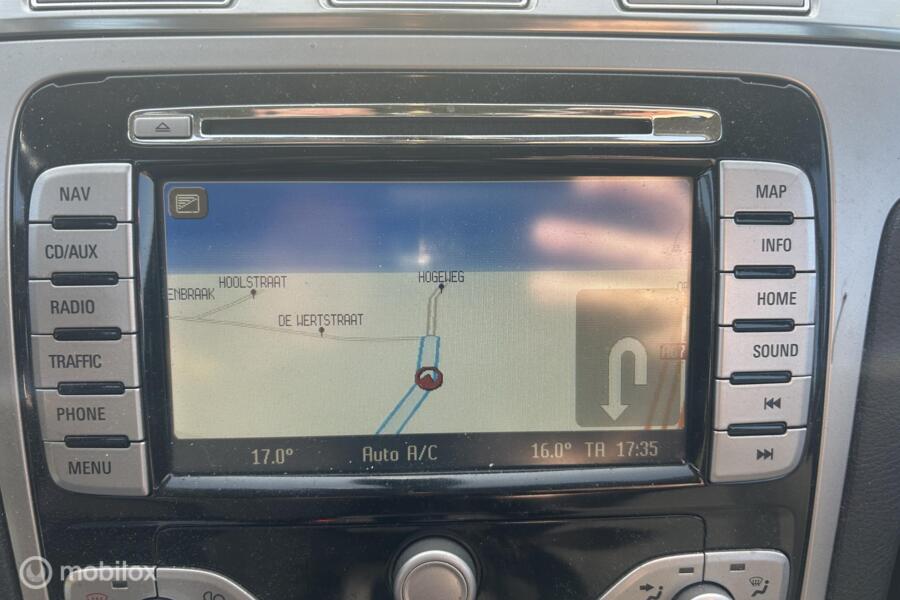 NAV
CD/AUX
RADIO
TRAFFIC
PHONE
MENU
HOOLSTRAAT
ENBRAAK
DE WERTSTRAAT
HOGEWEG
17.0° Auto A/C 16.0° TA 17:35
MAP
INFO
HOME
SOUND
mobilox